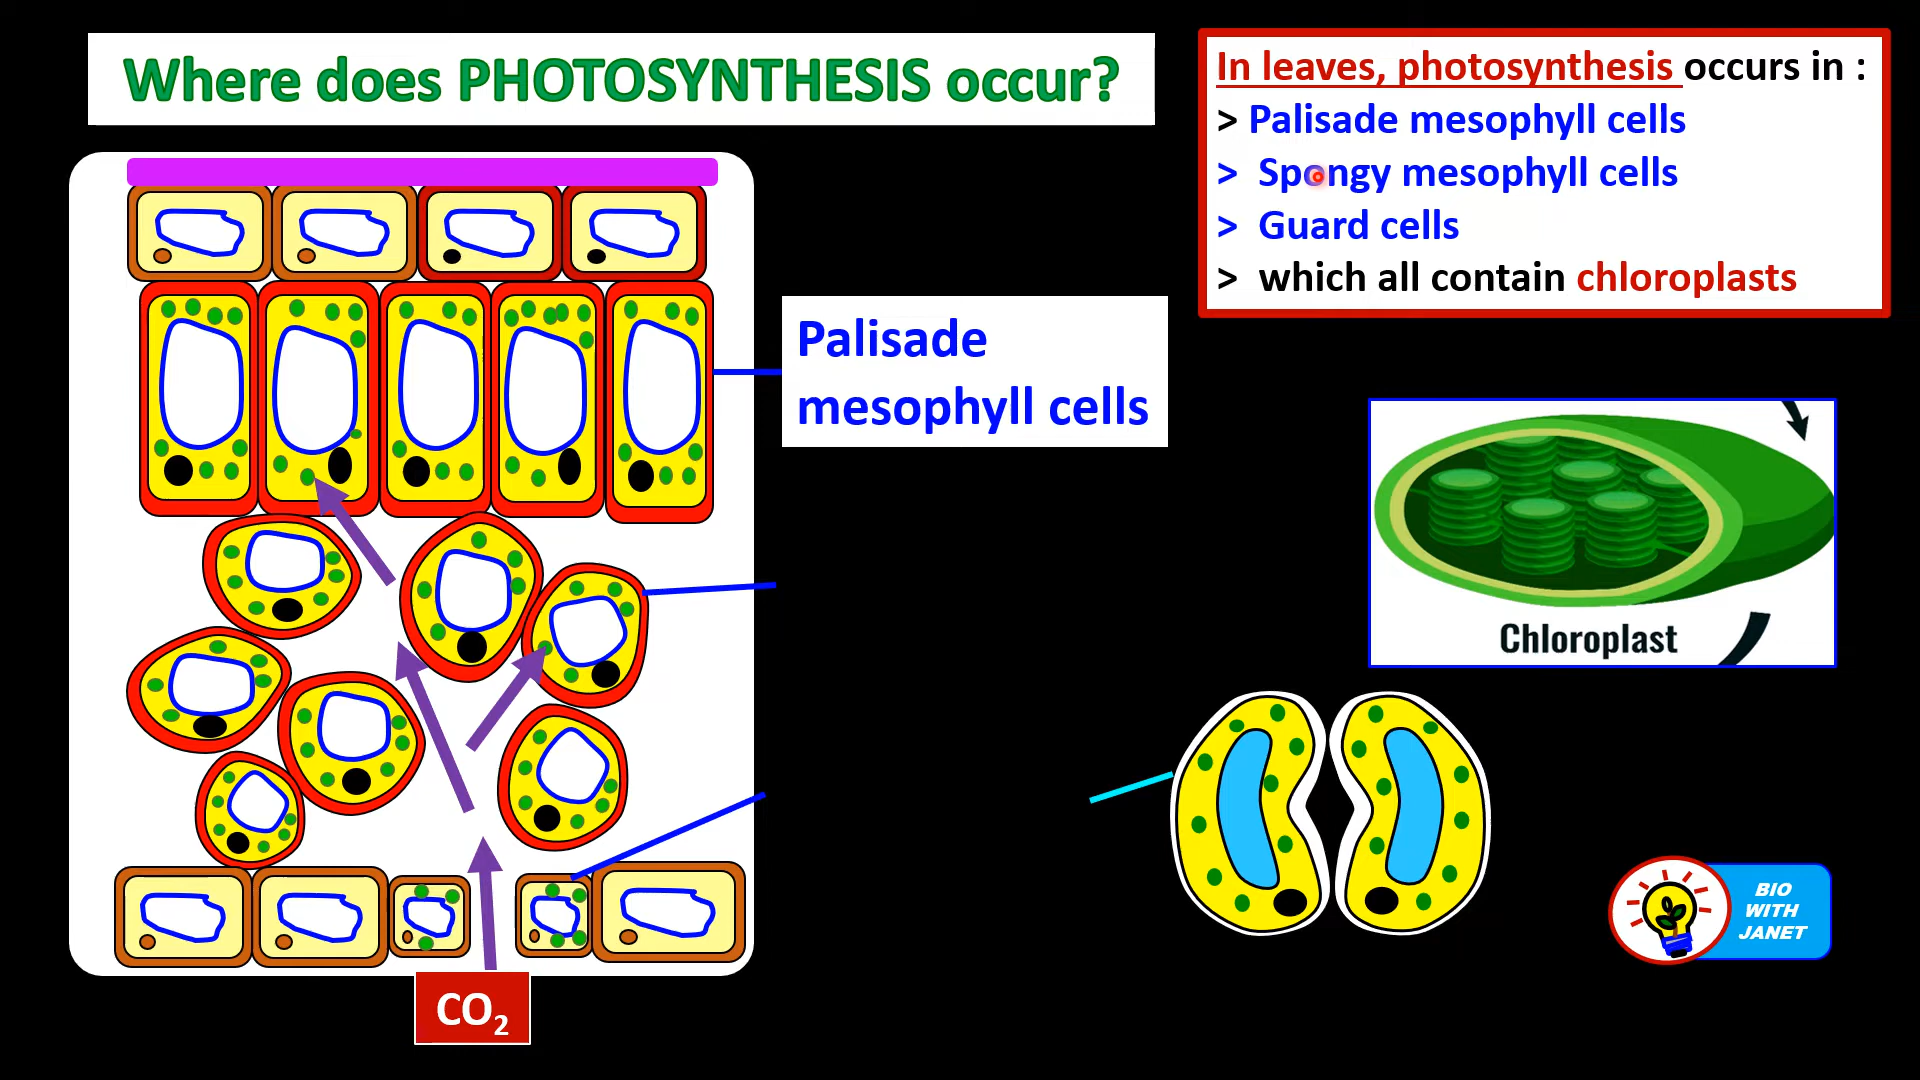 Where does PHOTOSYNTHESIS occur?
In leaves, photosynthesis occurs in :
> Palisade mesophyll cells
> Spongy mesophyll cells
> Guard cells
> which all contain chloroplasts
Palisade
mesophyll cells
Chloroplast
BIO
WITH
JANET
CO₂